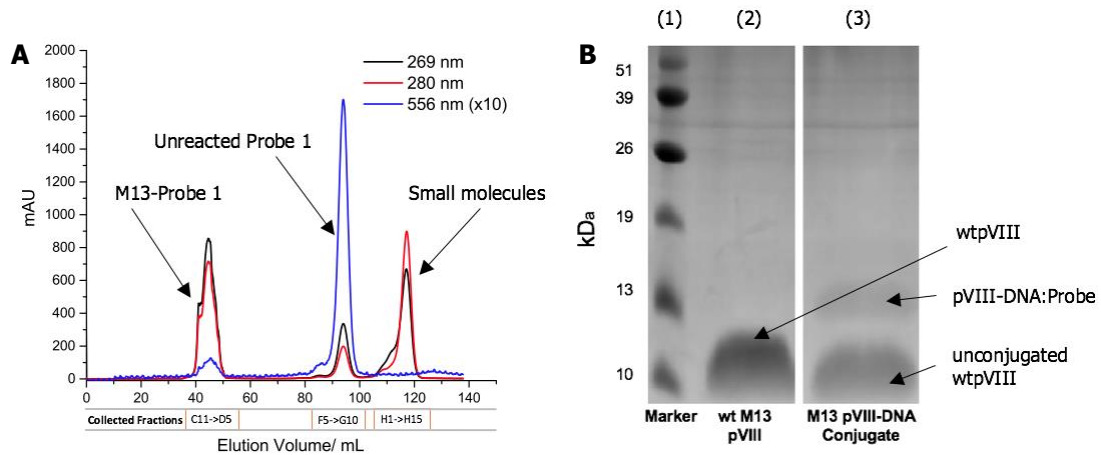 A
2000
1800
1600
1400
1200
1000
800
600
400
200
0
mAU
269 nm
280 nm
556 nm (x10)
Unreacted Probe 1
M13-Probe 1
Small molecules
0 20 40 60 80 100 120 140
Collected Fractions C11->D5 F5->G10 H1->H15
Elution Volume/ mL
B
(1) (2) (3)
kDa
51
39
26
19
13
10
wtpVIII
pVIII-DNA:Probe
unconjugated
wtpVIII
Marker wt M13 M13 pVIII-DNA
pVIII Conjugate